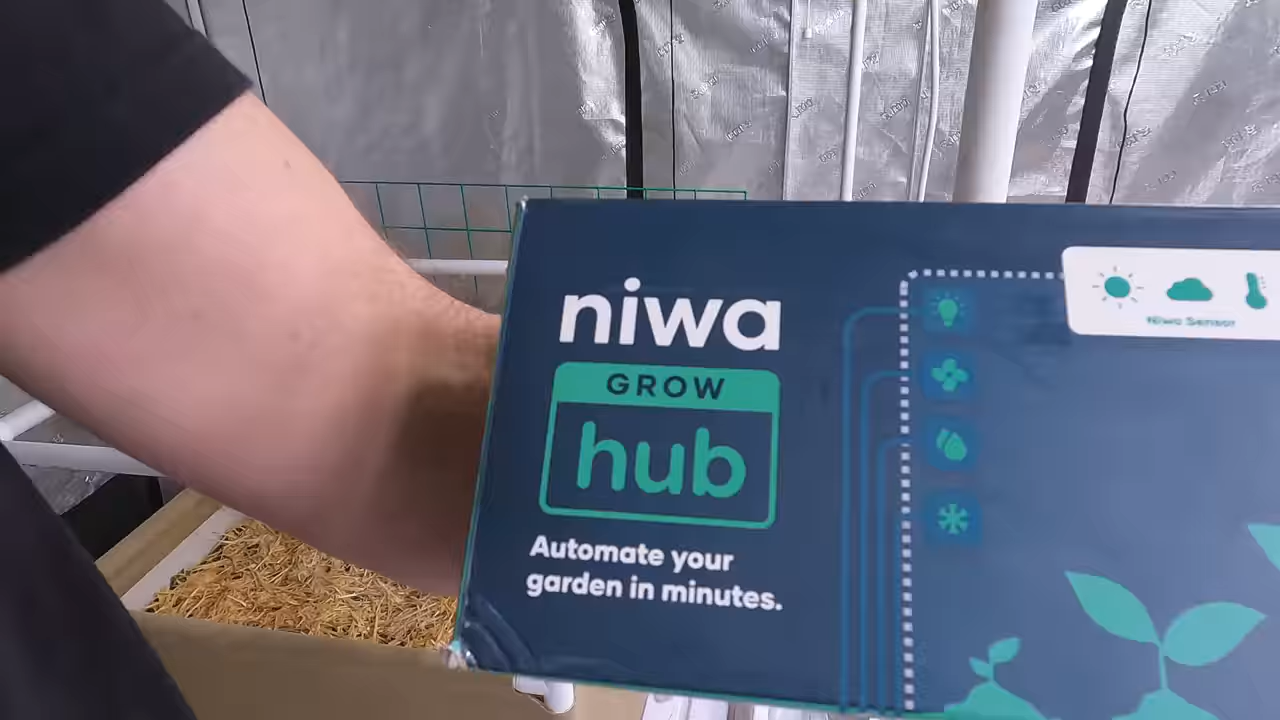 niwa
GROW
hub
Automate your
garden in minutes.
Niwa Sensor